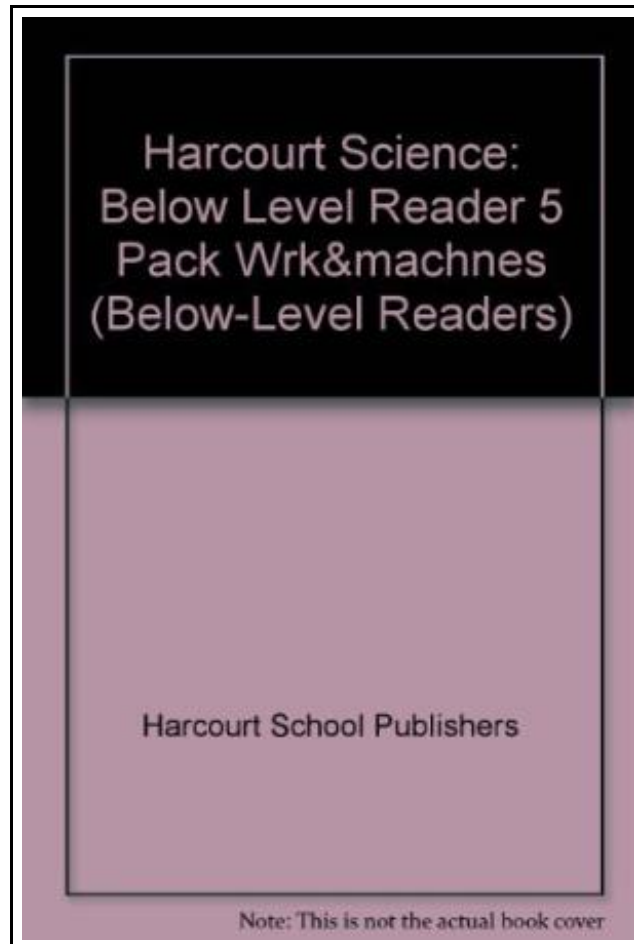 Harcourt Science:
Below Level Reader 5
Pack Wrk&machnes
(Below-Level Readers)
Harcourt School Publishers
Note: This is not the actual book cover